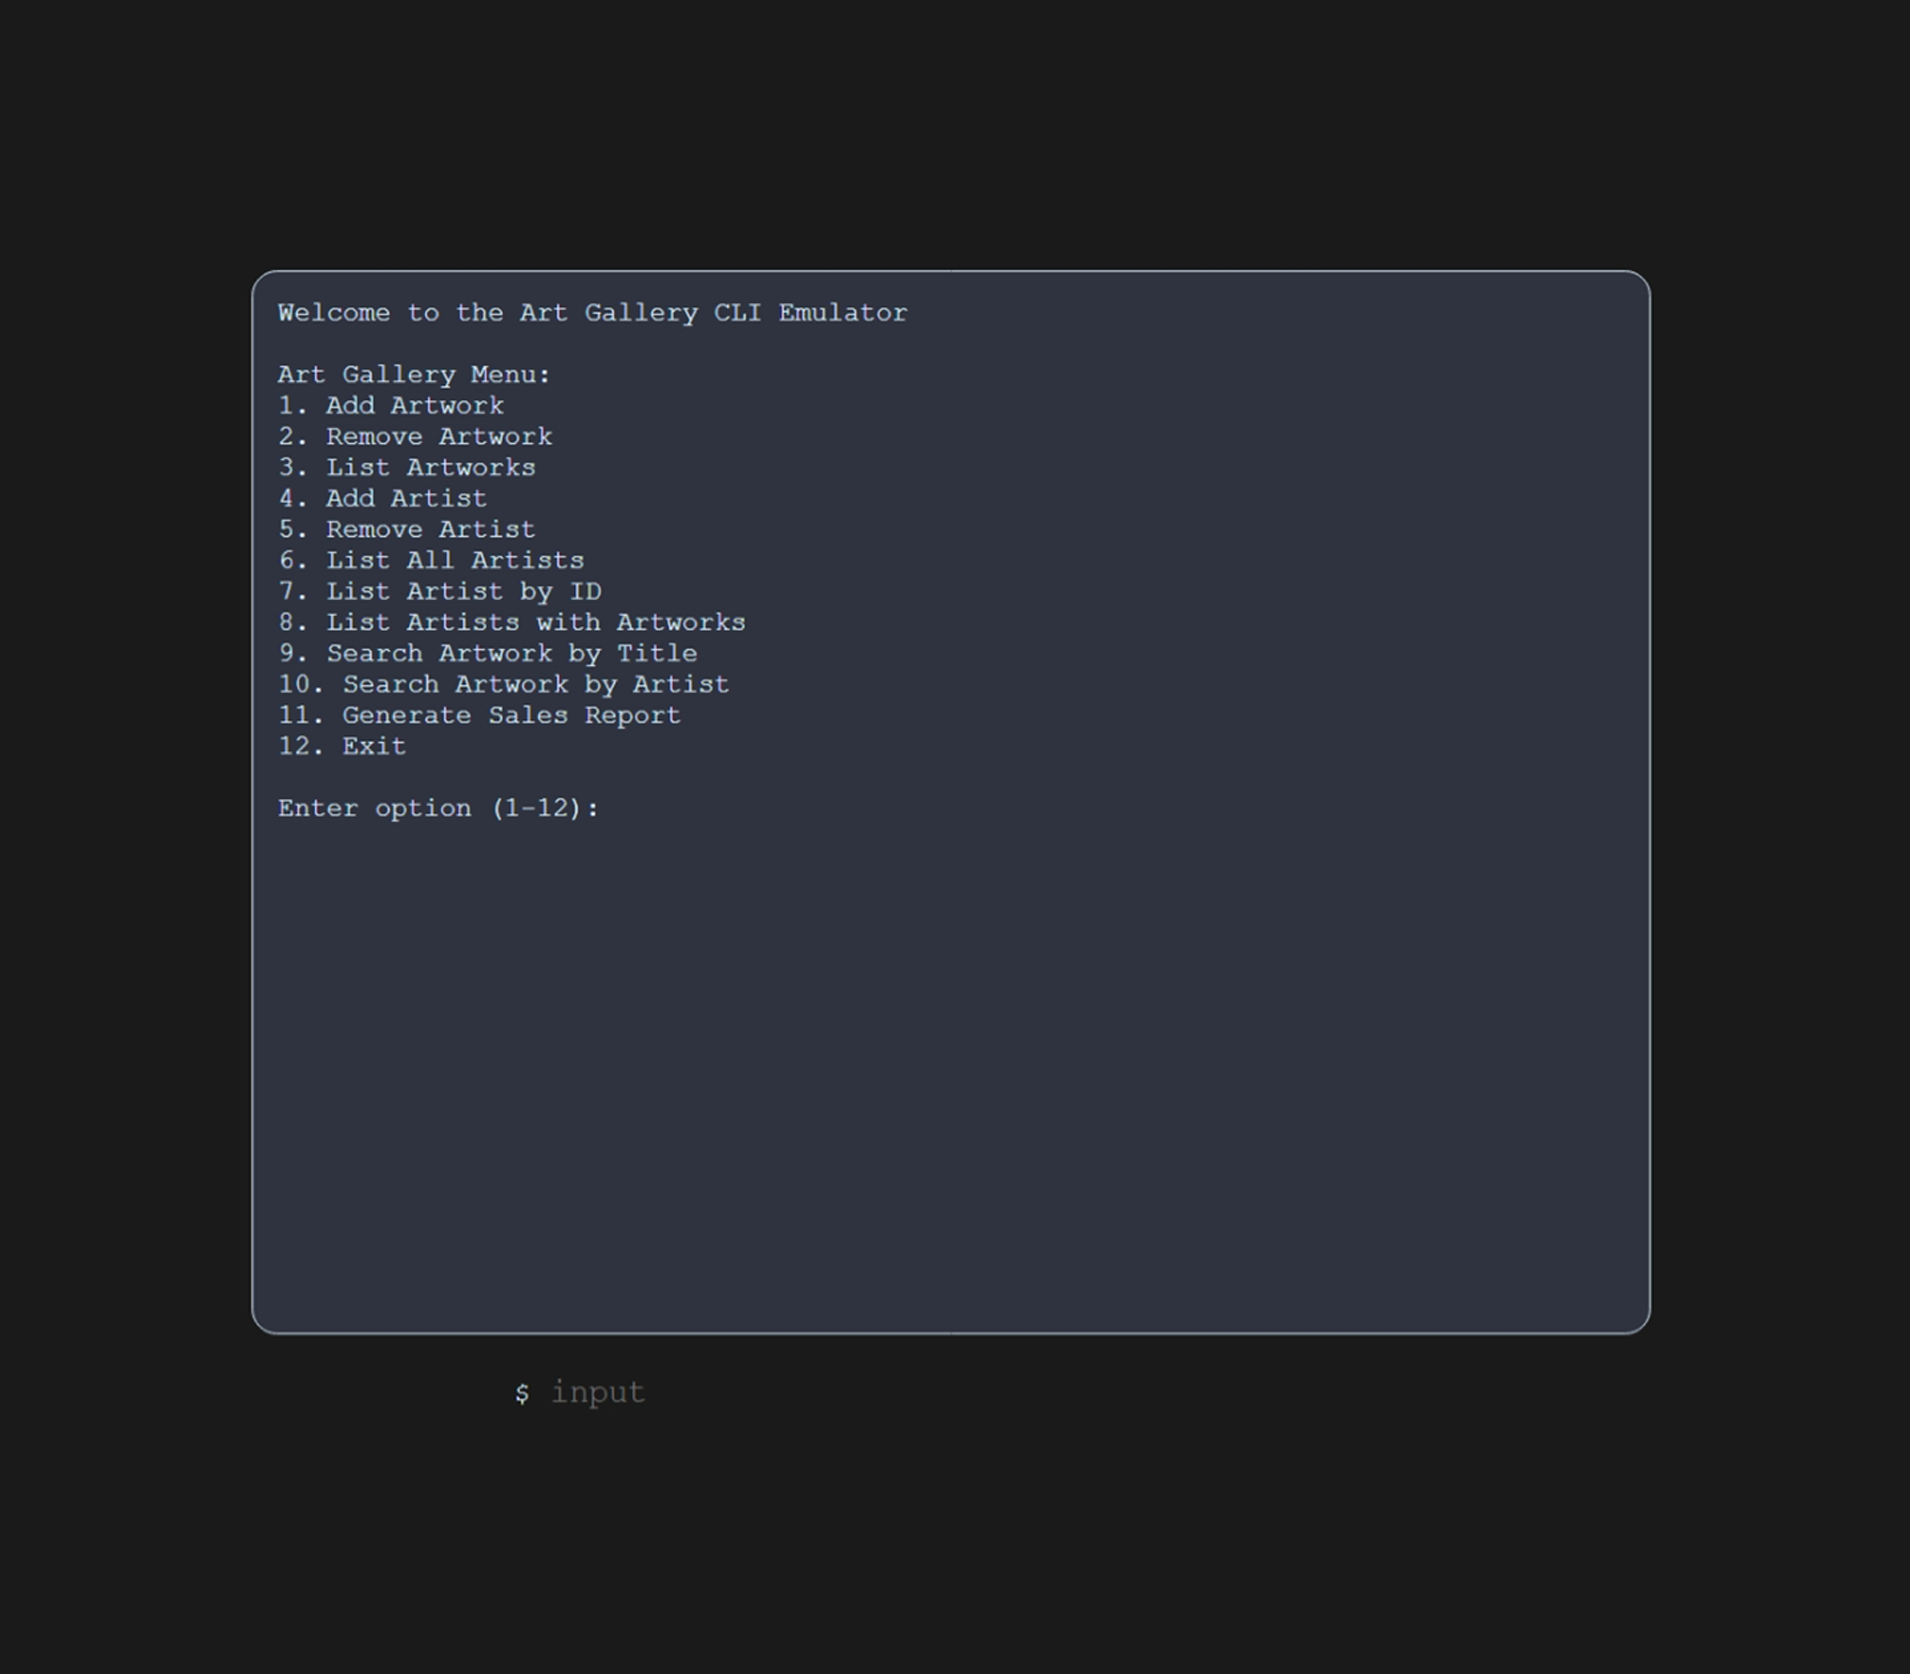 Welcome to the Art Gallery CLI Emulator
Art Gallery Menu:
1. Add Artwork
2. Remove Artwork
3. List Artworks
4. Add Artist
5. Remove Artist
6. List All Artists
7. List Artist by ID
8. List Artists with Artworks
9. Search Artwork by Title
10. Search Artwork by Artist
11. Generate Sales Report
12. Exit
Enter option (1-12):
$ input